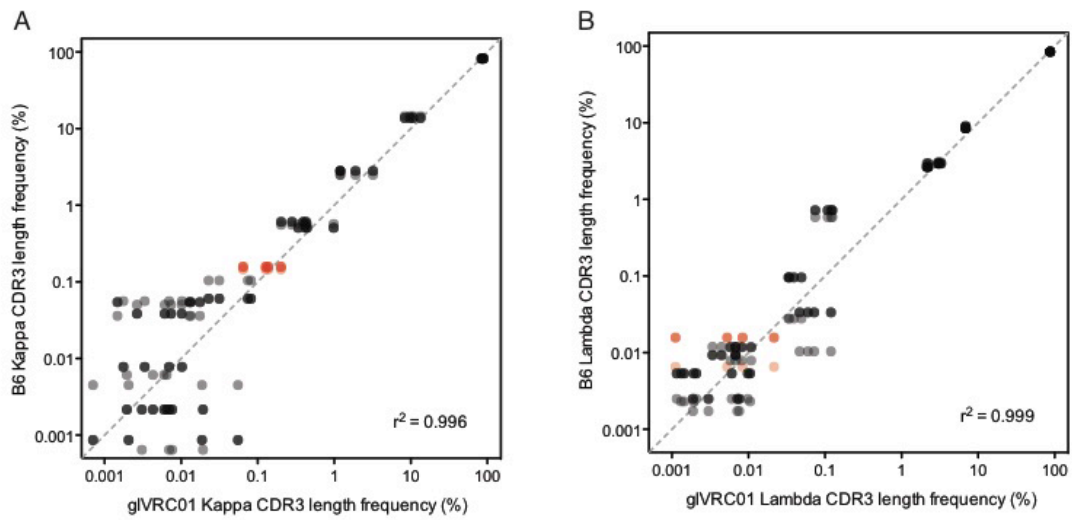 A
B6 Kappa CDR3 length frequency (%)
100
10
1
0.1
0.01
0.001
r² = 0.996
0.001 0.01 0.1 1 10 100
glVRC01 Kappa CDR3 length frequency (%)
B
B6 Lambda CDR3 length frequency (%)
100
10
1
0.1
0.01
0.001
r² = 0.999
0.001 0.01 0.1 1 10 100
glVRC01 Lambda CDR3 length frequency (%)